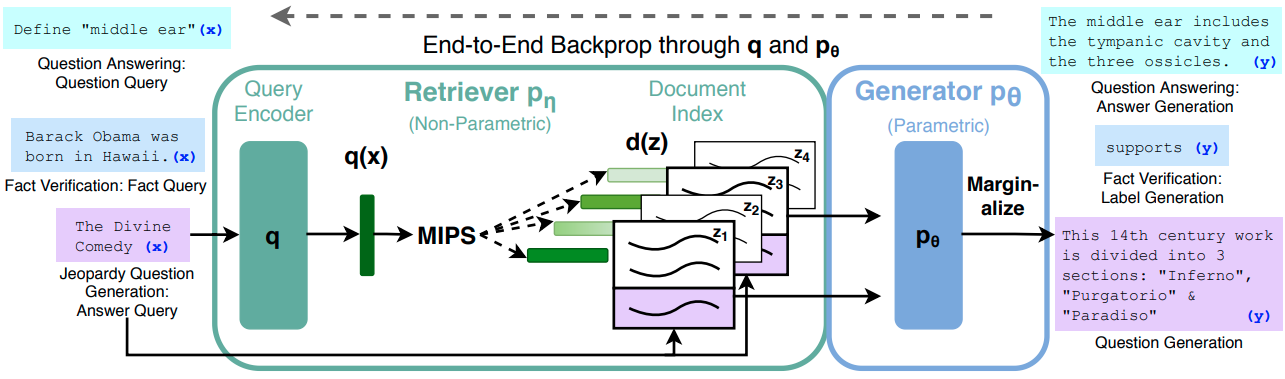 Define "middle ear"(x)
Question Answering:
Question Query
Barack Obama was
born in Hawaii.(x)
Fact Verification: Fact Query
The Divine
Comedy (x)
Jeopardy Question
Generation:
Answer Query
End-to-End Backprop through q and pθ
Query
Encoder
Retriever pη
(Non-Parametric)
Document
Index
q
q(x)
MIPS
d(z)
z4
z3
z2
z1
Generator pθ
(Parametric)
pθ
Margin-
alize
The middle ear includes
the tympanic cavity and
the three ossicles. (y)
Question Answering:
Answer Generation
supports (y)
Fact Verification:
Label Generation
This 14th century work
is divided into 3
sections: "Inferno",
"Purgatorio" &
"Paradiso" (y)
Question Generation